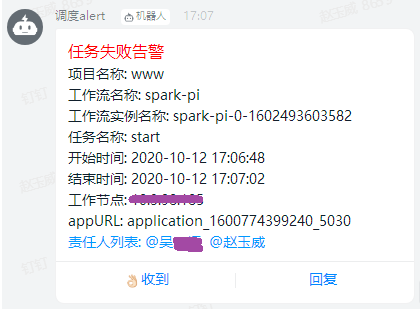 调度alert 机器人 17:07
任务失败告警
项目名称: www
工作流名称: spark-pi
工作流实例名称: spark-pi-0-1602493603582
任务名称: start
开始时间: 2020-10-12 17:06:48
结束时间: 2020-10-12 17:07:02
工作节点:
appURL: application_1600774399240_5030
责任人列表: @吴 @赵玉威
👌收到 回复